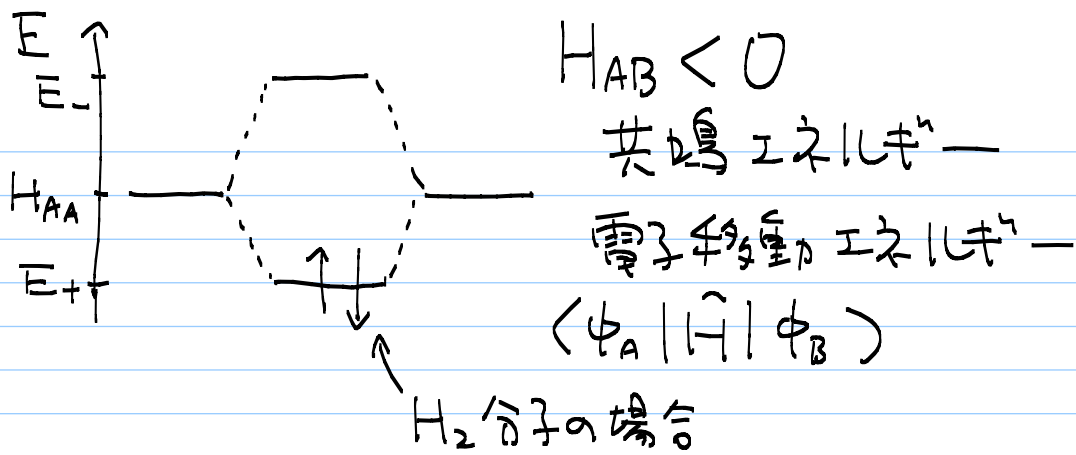 E
E₋
H_AA
E₊
H_AB < 0
共鳴エネルギー
電子移動エネルギー
⟨ϕ_A|Ĥ|ϕ_B⟩
H₂分子の場合